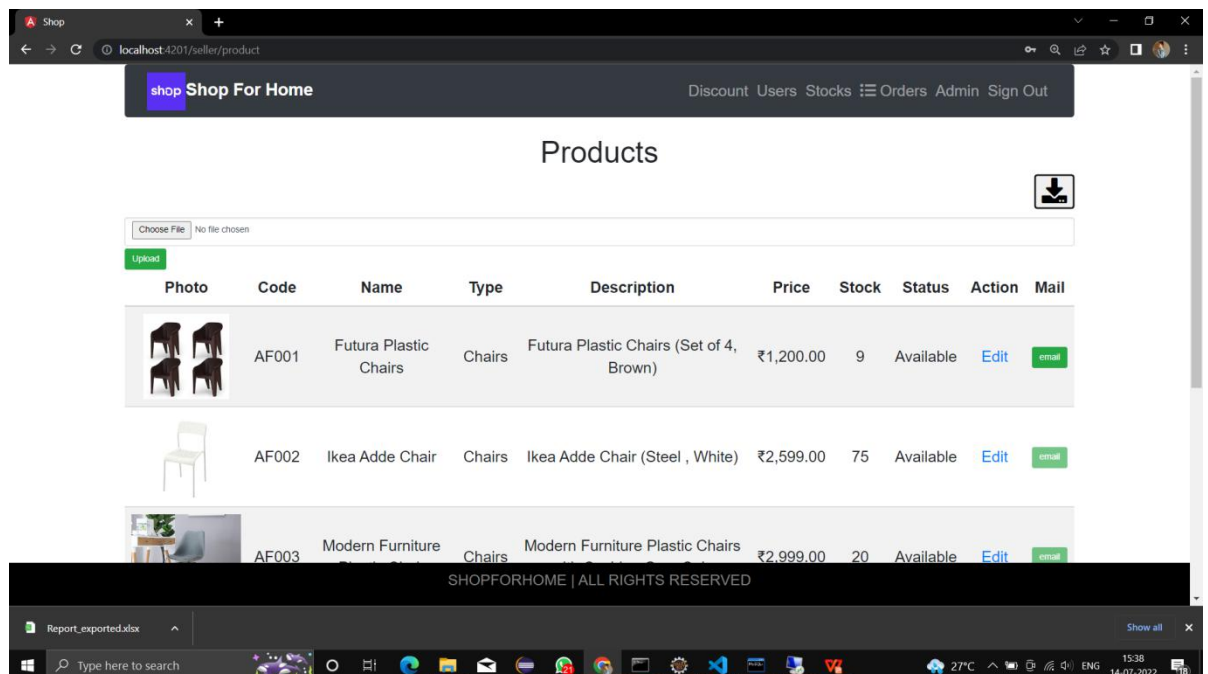 Shop
localhost:4201/seller/product
shop Shop For Home
Discount Users Stocks Orders Admin Sign Out
Products
Choose File No file chosen
Upload
Photo Code Name Type Description Price Stock Status Action Mail
AF001 Futura Plastic Chairs Chairs Futura Plastic Chairs (Set of 4, Brown) ₹1,200.00 9 Available Edit email
AF002 Ikea Adde Chair Chairs Ikea Adde Chair (Steel , White) ₹2,599.00 75 Available Edit email
AF003 Modern Furniture Chairs Modern Furniture Plastic Chairs ₹2,999.00 20 Available Edit email
SHOPFORHOME | ALL RIGHTS RESERVED
Report_exported.xlsx
Show all
Type here to search
27°C ENG
15:38
14-07-2022